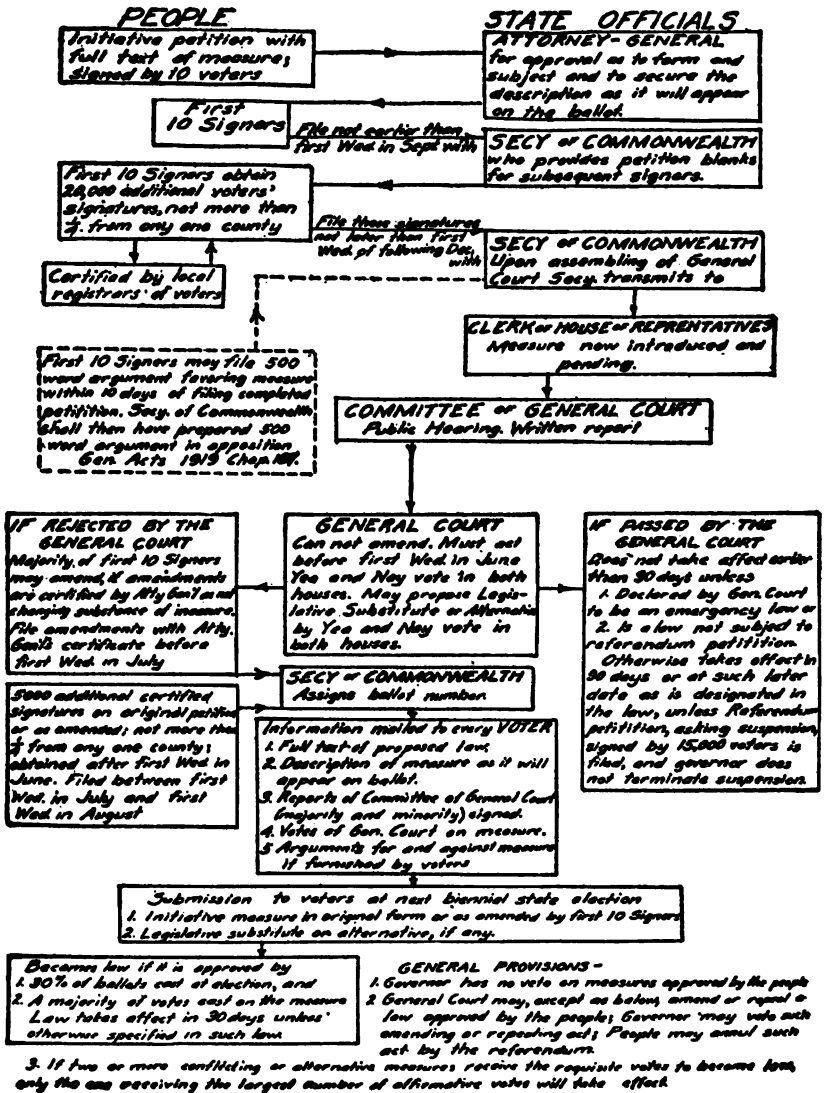 PEOPLE
STATE OFFICIALS
Initiative petition with
full text of measure;
signed by 10 voters
ATTORNEY-GENERAL
for approval as to form and
subject and to secure the
description as it will appear
on the ballot.
First
10 Signers
File not earlier than
first Wed. in Sept. with
SECY OF COMMONWEALTH
who provides petition blanks
for subsequent signers.
First 10 Signers obtain
20,000 additional voters'
signatures, not more than
1/4 from any one county
File these signatures
not later than first
Wed. of following Dec.
with
Certified by local
registrars of voters
SECY OF COMMONWEALTH
Upon assembling of General
Court Secy. transmits to
CLERK OF HOUSE OF REPRENTATIVES
Measure now introduced and
pending.
First 10 Signers may file 500
word argument favoring measure
within 10 days of filing completed
petitition. Secy. of Commonwealth
shall then have prepared 500
word argument in opposition
Gen. Acts 1919 Chap.
COMMITTEE OF GENERAL COURT
Public Hearing. Written report
IF REJECTED BY THE
GENERAL COURT
Majority of first 10 Signers
may amend, if amendments
are certified by Atty Gen'l as not
changing substance of measure.
File amendments with Atty.
Gen'l's certificate before
first Wed. in July
GENERAL COURT
Can not amend. Must act
before first Wed. in June
Yea and Nay vote in both
houses. May propose Legis-
lative Substitute or Alternative
by Yea and Nay vote in
both houses.
IF PASSED BY THE
GENERAL COURT
Does not take affect earlier
than 90 days unless
1. Declared by Gen. Court
to be an emergency law or
2. Is a law not subject to
referendum petitition.
Otherwise takes effect in
90 days or at such later
date as is designated in
the law, unless Referendum
petitition, asking suspension,
signed by 15,000 voters is
filed, and governor does
not terminate suspension.
SECY OF COMMONWEALTH
Assigns ballot number.
5000 additional certified
signatures on original petitition
or as amended; not more than
1/4 from any one county;
obtained after first Wed. in
June. Filed between first
Wed. in July and first
Wed. in August
Information mailed to every VOTER
1. Full text of proposed law.
2. Description of measure as it will
appear on ballot.
3. Reports of Committee of General Court
(majority and minority) signed.
4. Votes of Gen. Court on measure.
5 Arguments for and against measure
if furnished by voters
Submission to voters at next biennial state election
1. Initiative measure in original form or as amended by first 10 Signers
2. Legislative substitute or alternative, if any.
Becomes law if it is approved by
1. 30% of ballots cast at election, and
2. A majority of votes cast on the measure
Law takes affect in 30 days unless
otherwise specified in such law.
GENERAL PROVISIONS-
1. Governor has no veto on measures approved by the people
2 General Court may, except as below, amend or repeal a
law approved by the people; Governor may veto such
amending or repealing act; People may annul such
act by the referendum.
3. If two or more conflicting or alternative measures receive the requisite votes to become law,
only the one receiving the largest number of affirmative votes will take effect.